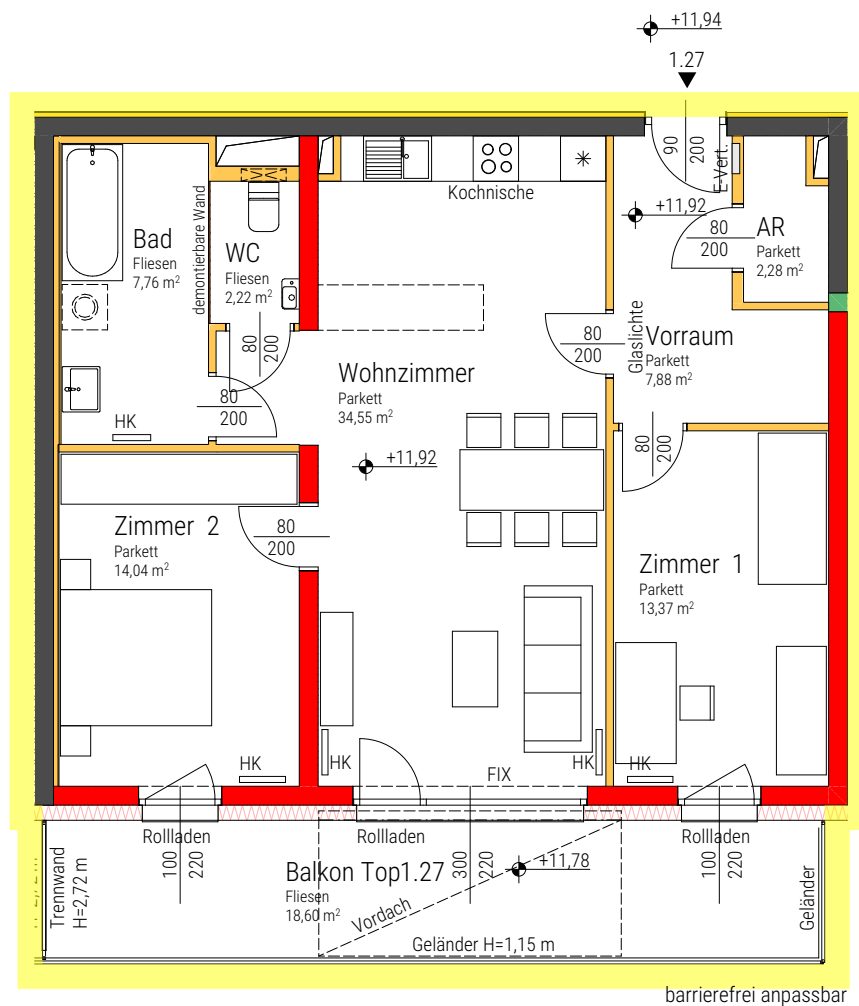 +11,94
1.27
90
200
E-Vert.
Kochnische
+11,92
AR
Parkett
2,28 m²
80
200
Bad
Fliesen
7,76 m²
demontierbare Wand
WC
Fliesen
2,22 m²
80
200
80
200
HK
Wohnzimmer
Parkett
34,55 m²
+11,92
80
200
Glaslichte
Vorraum
Parkett
7,88 m²
80
200
Zimmer 2
Parkett
14,04 m²
80
200
Zimmer 1
Parkett
13,37 m²
HK
HK
HK
HK
FIX
Rollladen
Rollladen
Rollladen
100
220
300
220
100
220
Balkon Top1.27
Fliesen
18,60 m²
+11,78
Vordach
Trennwand
H=2,72 m
Geländer
Geländer H=1,15 m
barrierefrei anpassbar